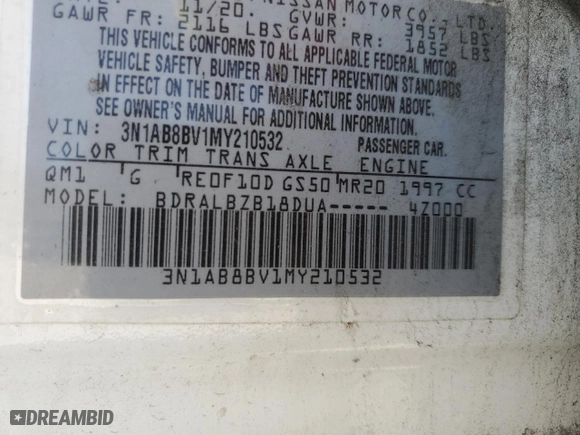 11/20. NISSAN MOTOR CO., LTD.
GAWR FR: 2116 LBS GVWR: 3957 LBS
GAWR RR: 1852 LBS
THIS VEHICLE CONFORMS TO ALL APPLICABLE FEDERAL MOTOR
VEHICLE SAFETY, BUMPER AND THEFT PREVENTION STANDARDS
IN EFFECT ON THE DATE OF MANUFACTURE SHOWN ABOVE.
SEE OWNER'S MANUAL FOR ADDITIONAL INFORMATION.
VIN: 3N1AB8BV1MY210532 PASSENGER CAR.
COLOR TRIM TRANS AXLE ENGINE
QM1 G RE0F10D GS50 MR20 1997 CC
MODEL: BDRALBZB18DUA----- 4Z000
3N1AB8BV1MY210532
DREAMBID